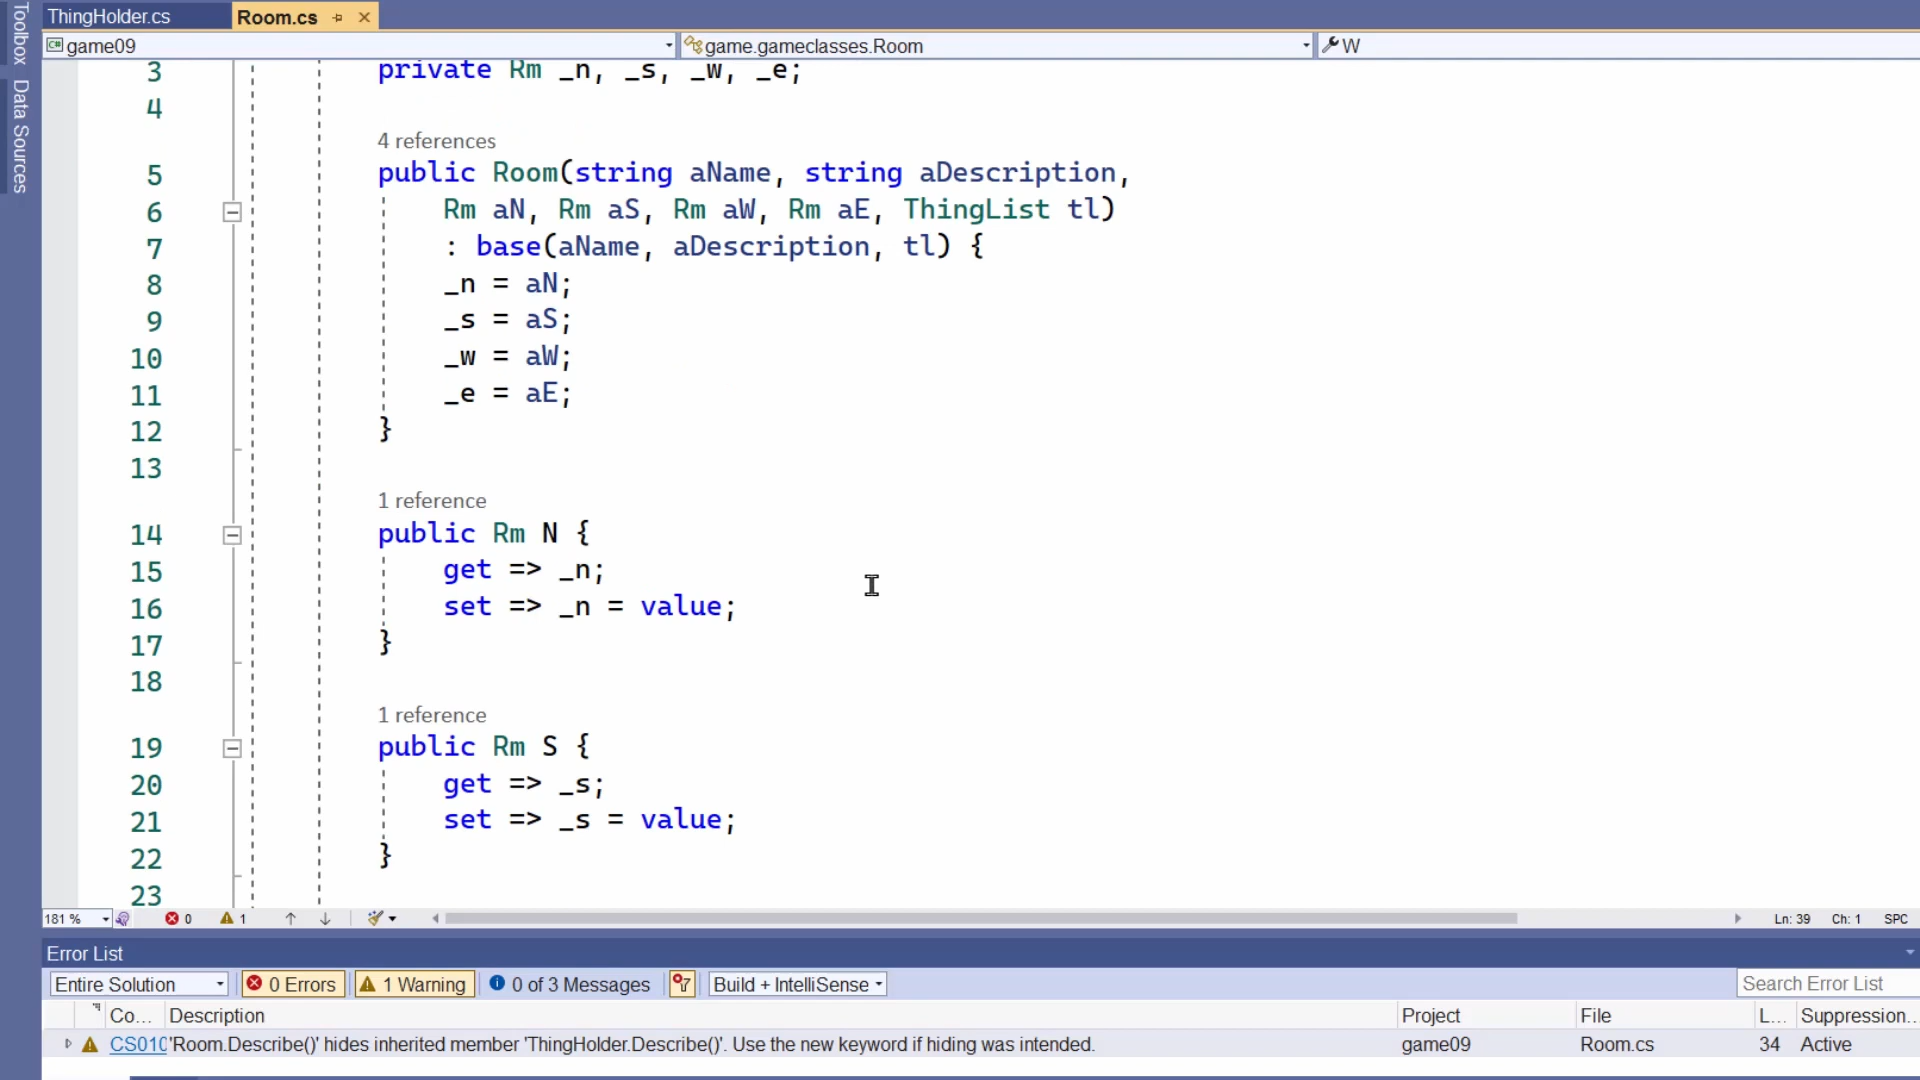 Toolbox
Data Sources
ThingHolder.cs
Room.cs
game09
game.gameclasses.Room
W
3 private Rm _n, _s, _w, _e;
4
4 references
5 public Room(string aName, string aDescription,
6 Rm aN, Rm aS, Rm aW, Rm aE, ThingList tl)
7 : base(aName, aDescription, tl) {
8 _n = aN;
9 _s = aS;
10 _w = aW;
11 _e = aE;
12 }
13
1 reference
14 public Rm N {
15 get => _n;
16 set => _n = value;
17 }
18
1 reference
19 public Rm S {
20 get => _s;
21 set => _s = value;
22 }
23
181 % 0 1 Ln: 39 Ch: 1 SPC
Error List
Entire Solution 0 Errors 1 Warning 0 of 3 Messages Build + IntelliSense Search Error List
Co... Description Project File L... Suppression...
CS010 'Room.Describe()' hides inherited member 'ThingHolder.Describe()'. Use the new keyword if hiding was intended. game09 Room.cs 34 Active